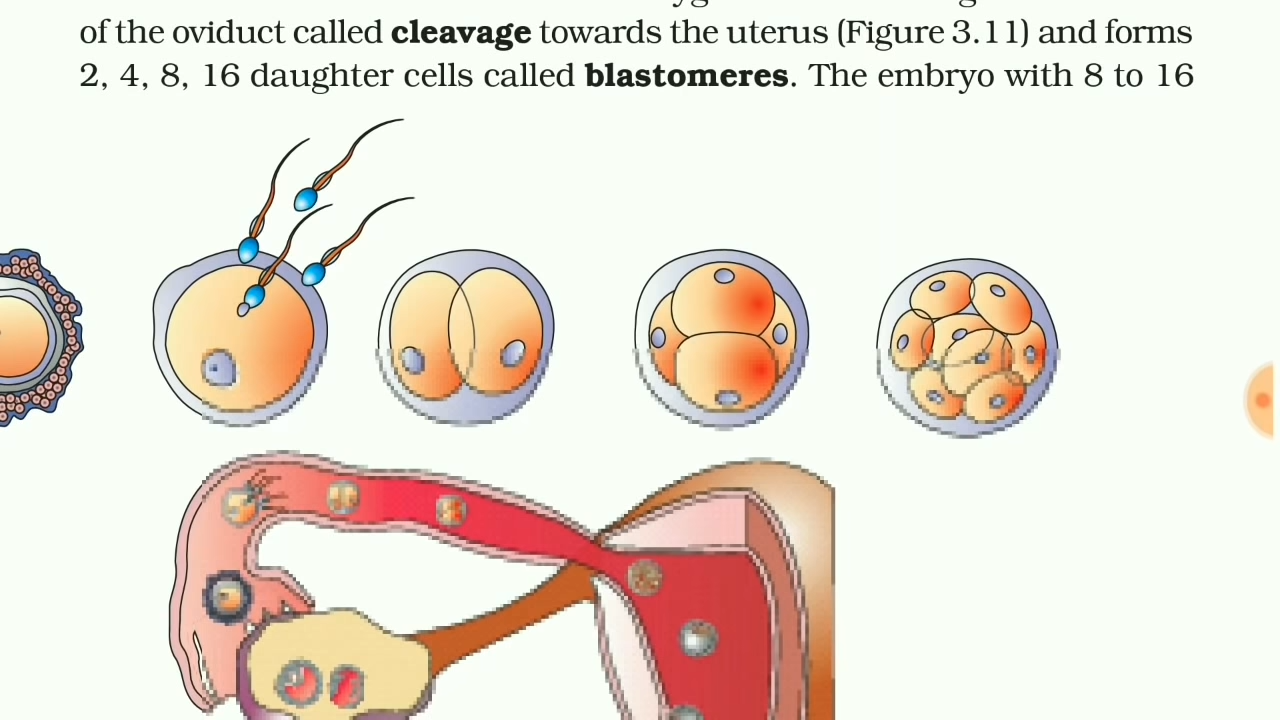 of the oviduct called cleavage towards the uterus (Figure 3.11) and forms
2, 4, 8, 16 daughter cells called blastomeres. The embryo with 8 to 16